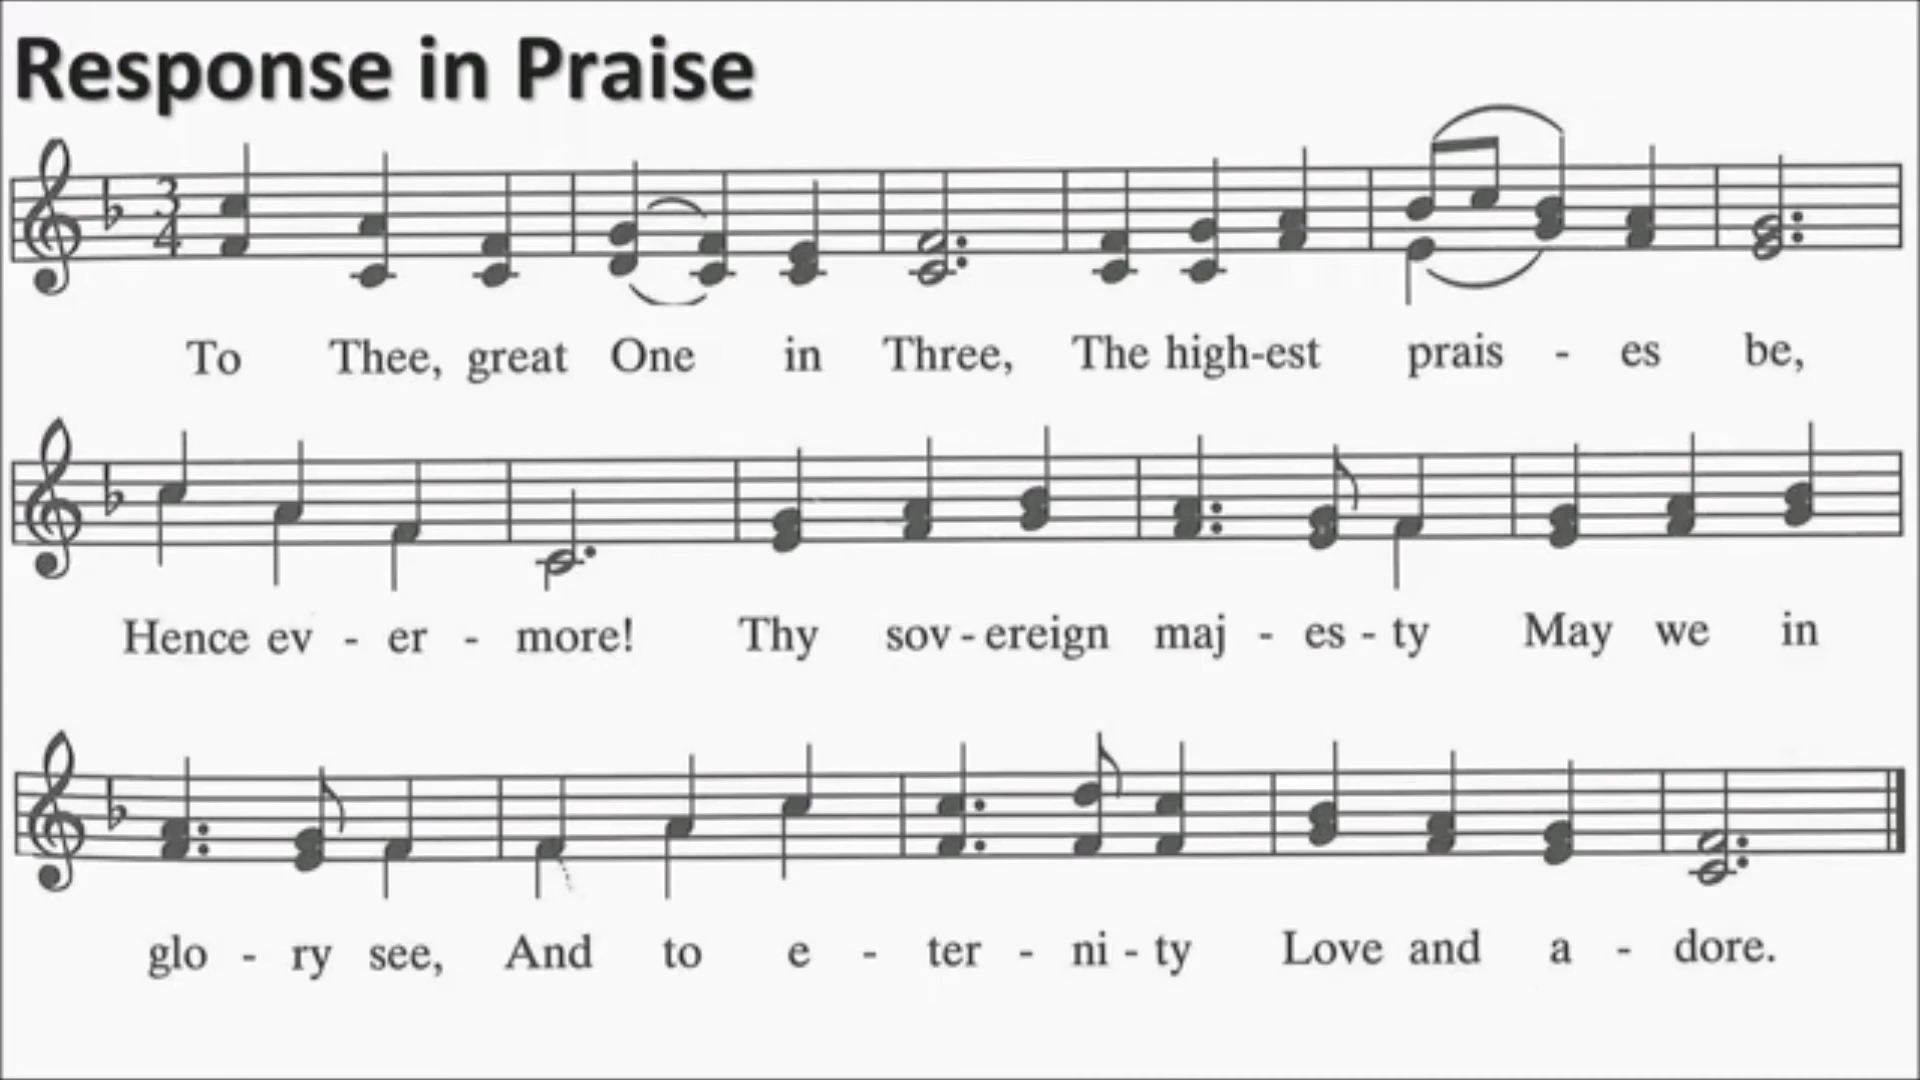 Response in Praise
To Thee, great One in Three, The high-est prais - es be,
Hence ev - er - more! Thy sov - ereign maj - es - ty May we in
glo - ry see, And to e - ter - ni - ty Love and a - dore.